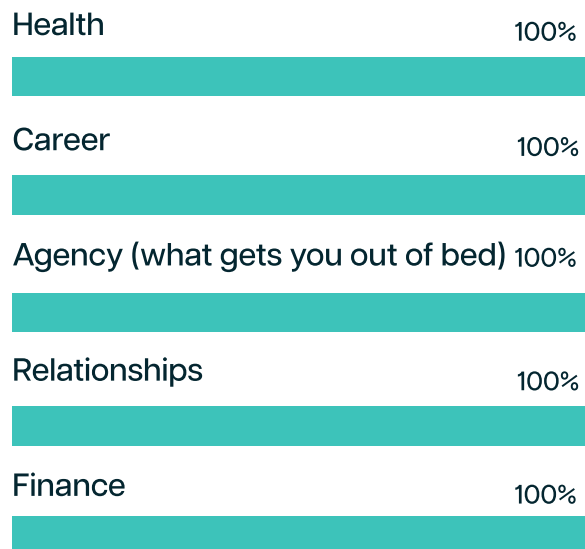 Health 100%
Career 100%
Agency (what gets you out of bed) 100%
Relationships 100%
Finance 100%